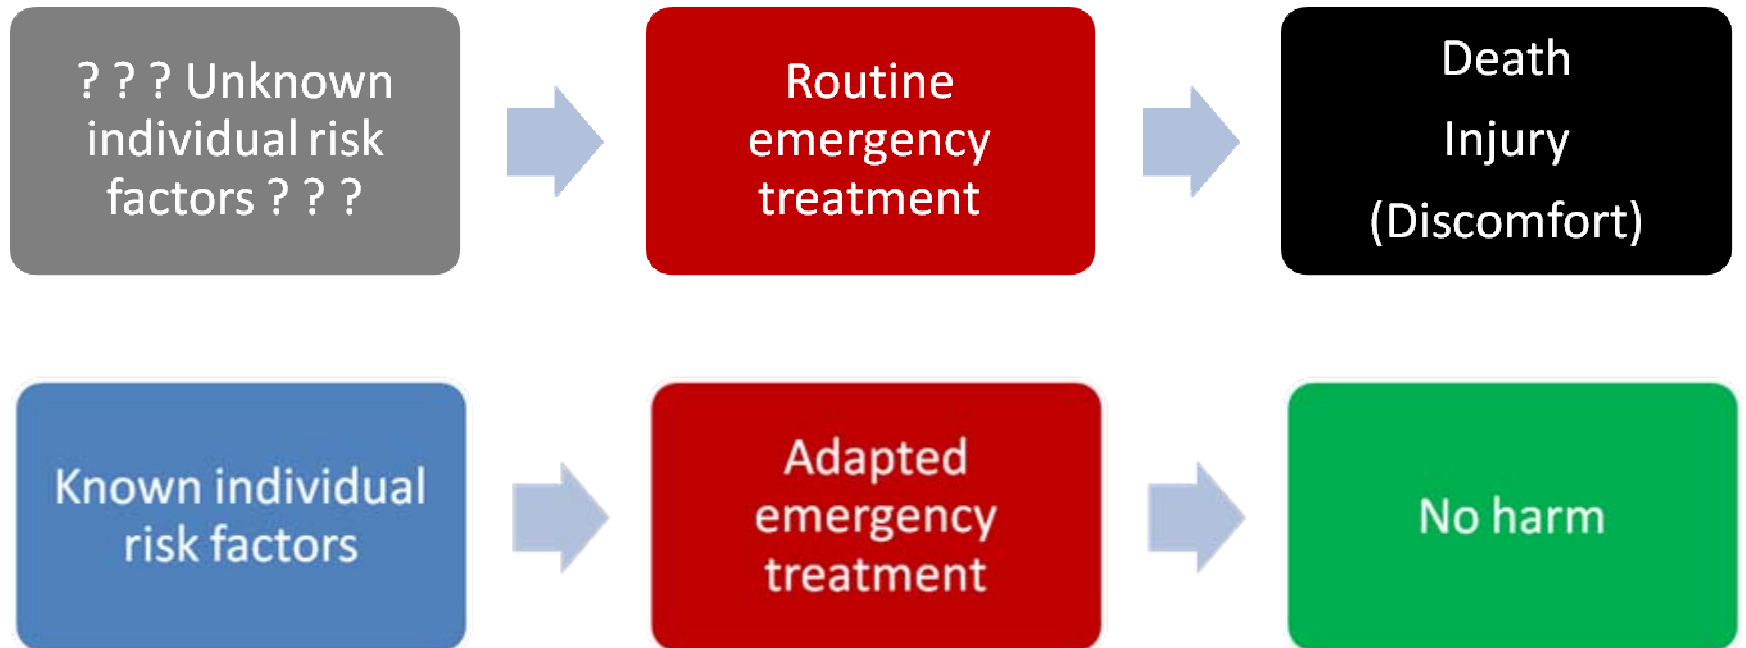 ? ? ? Unknown
individual risk
factors ? ? ?
Routine
emergency
treatment
Death
Injury
(Discomfort)
Known individual
risk factors
Adapted
emergency
treatment
No harm